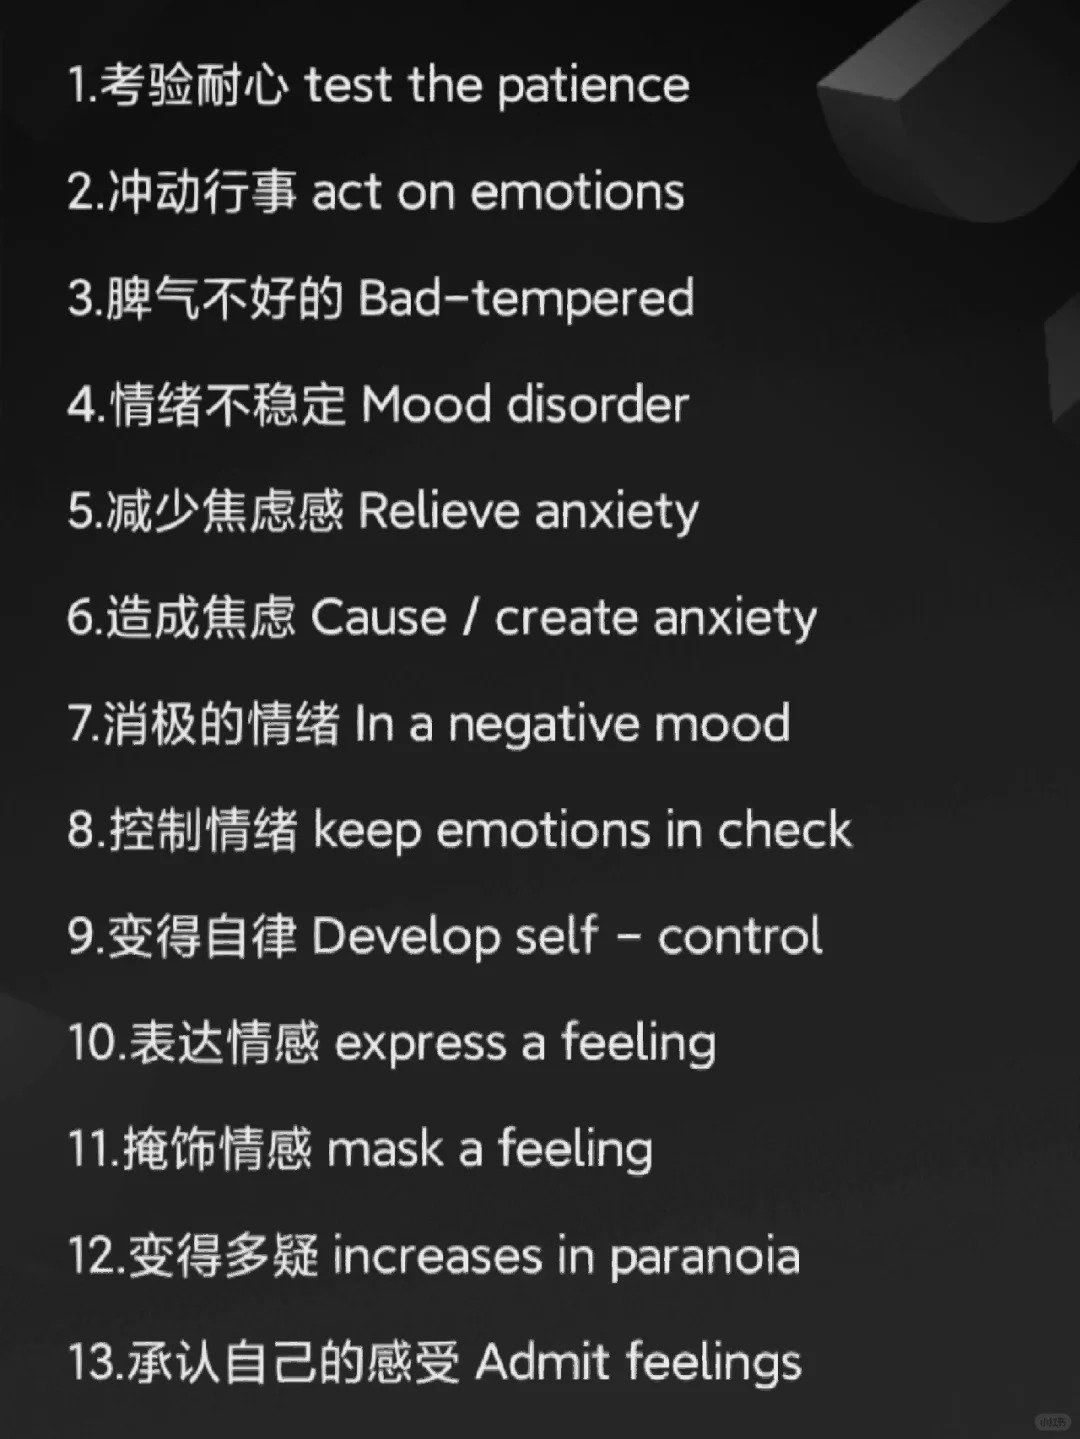 1.考验耐心 test the patience
2.冲动行事 act on emotions
3.脾气不好的 Bad-tempered
4.情绪不稳定 Mood disorder
5.减少焦虑感 Relieve anxiety
6.造成焦虑 Cause / create anxiety
7.消极的情绪 In a negative mood
8.控制情绪 keep emotions in check
9.变得自律 Develop self - control
10.表达情感 express a feeling
11.掩饰情感 mask a feeling
12.变得多疑 increases in paranoia
13.承认自己的感受 Admit feelings
小红书